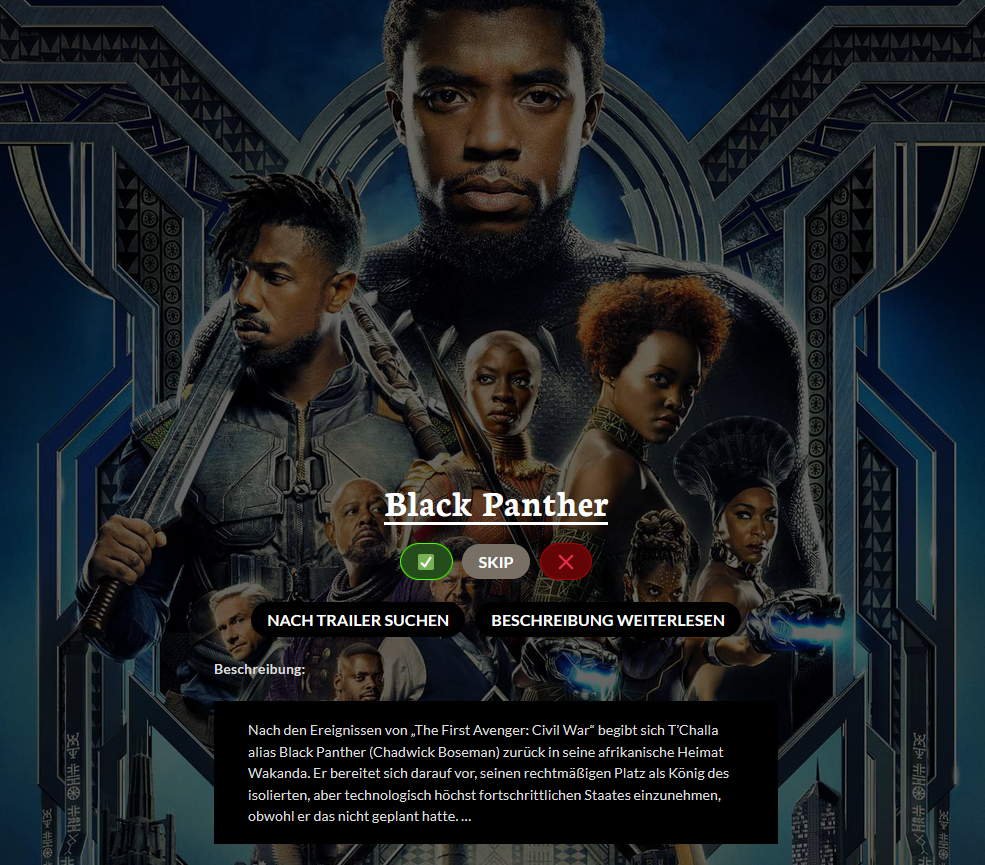 Black Panther
SKIP
NACH TRAILER SUCHEN BESCHREIBUNG WEITERLESEN
Beschreibung:
Nach den Ereignissen von „The First Avenger: Civil War“ begibt sich T'Challa
alias Black Panther (Chadwick Boseman) zurück in seine afrikanische Heimat
Wakanda. Er bereitet sich darauf vor, seinen rechtmäßigen Platz als König des
isolierten, aber technologisch höchst fortschrittlichen Staates einzunehmen,
obwohl er das nicht geplant hatte. ...